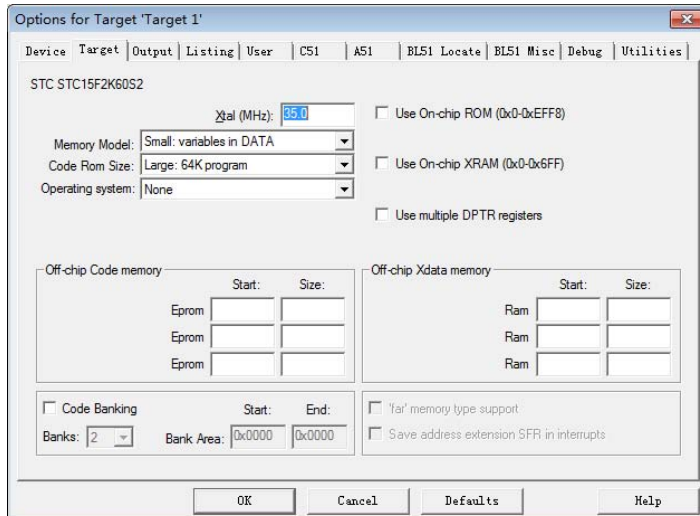 Options for Target 'Target 1'
Device Target Output Listing User C51 A51 BL51 Locate BL51 Misc Debug Utilities
STC STC15F2K60S2
Xtal (MHz): 35.0
Use On-chip ROM (0x0-0xEFF8)
Memory Model: Small: variables in DATA
Code Rom Size: Large: 64K program
Use On-chip XRAM (0x0-0x6FF)
Operating system: None
Use multiple DPTR registers
Off-chip Code memory
Start: Size:
Eprom
Eprom
Eprom
Off-chip Xdata memory
Start: Size:
Ram
Ram
Ram
Code Banking Start: End:
Banks: 2 Bank Area: 0x0000 0x0000
'far' memory type support
Save address extension SFR in interrupts
OK Cancel Defaults Help